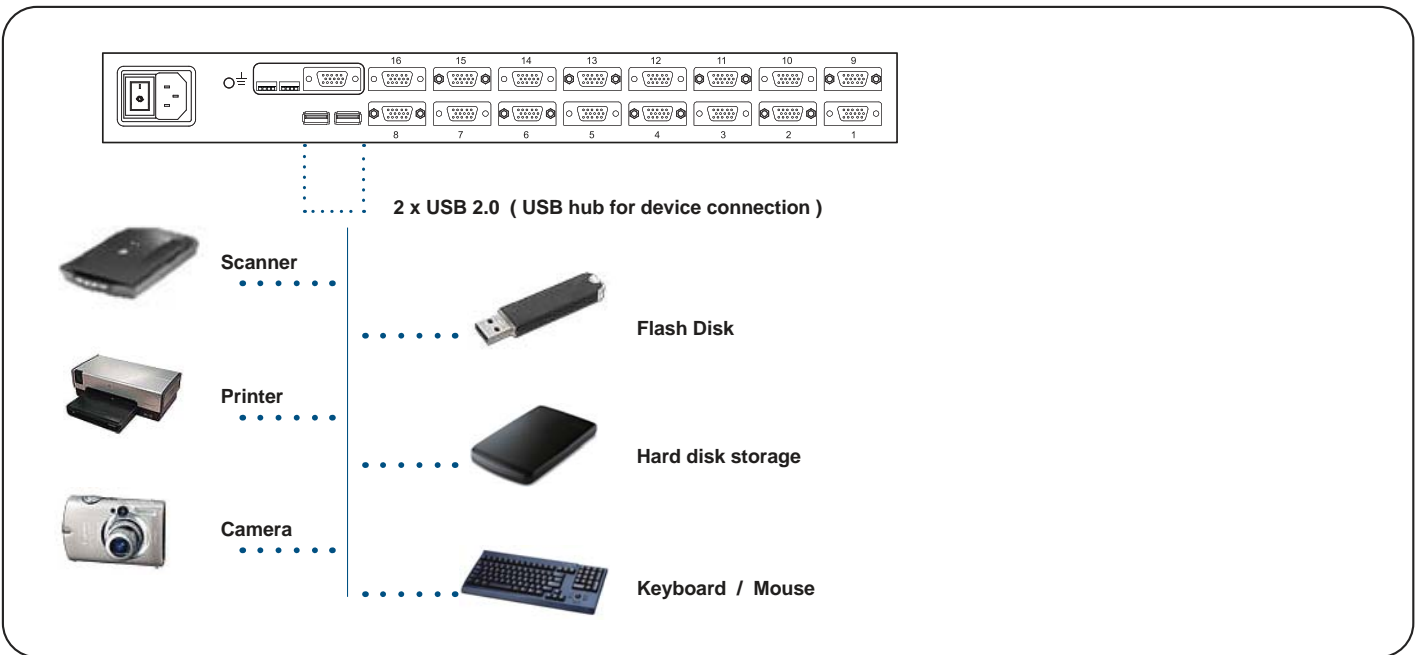 16 15 14 13 12 11 10 9
8 7 6 5 4 3 2 1
2 x USB 2.0 ( USB hub for device connection )
Scanner
Flash Disk
Printer
Hard disk storage
Camera
Keyboard / Mouse